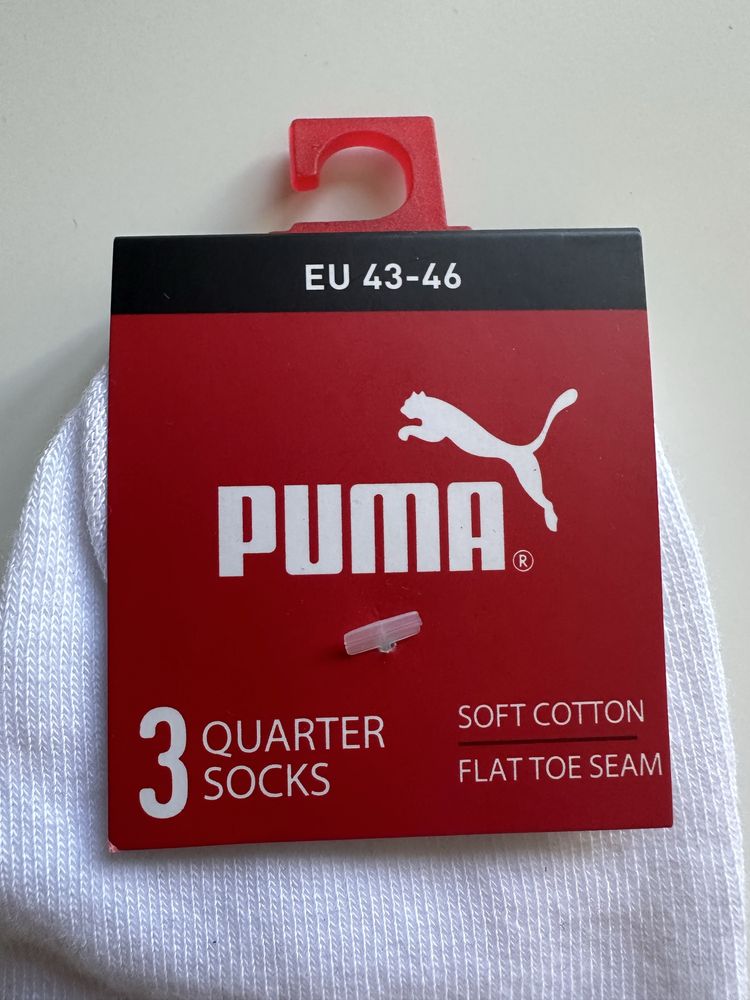 EU 43-46
PUMA®
3 QUARTER
SOCKS
SOFT COTTON
FLAT TOE SEAM